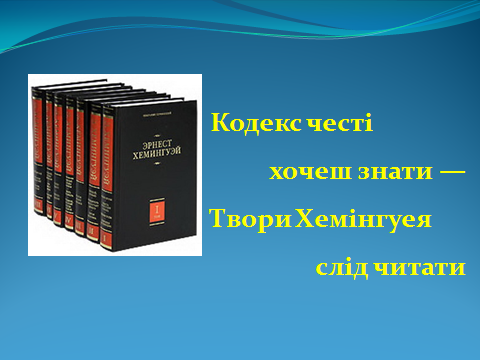 ЭРНЕСТ
ХЕМИНГУЭЙ
I
Кодекс честі
хочеш знати —
Твори Хемінгуея
слід читати